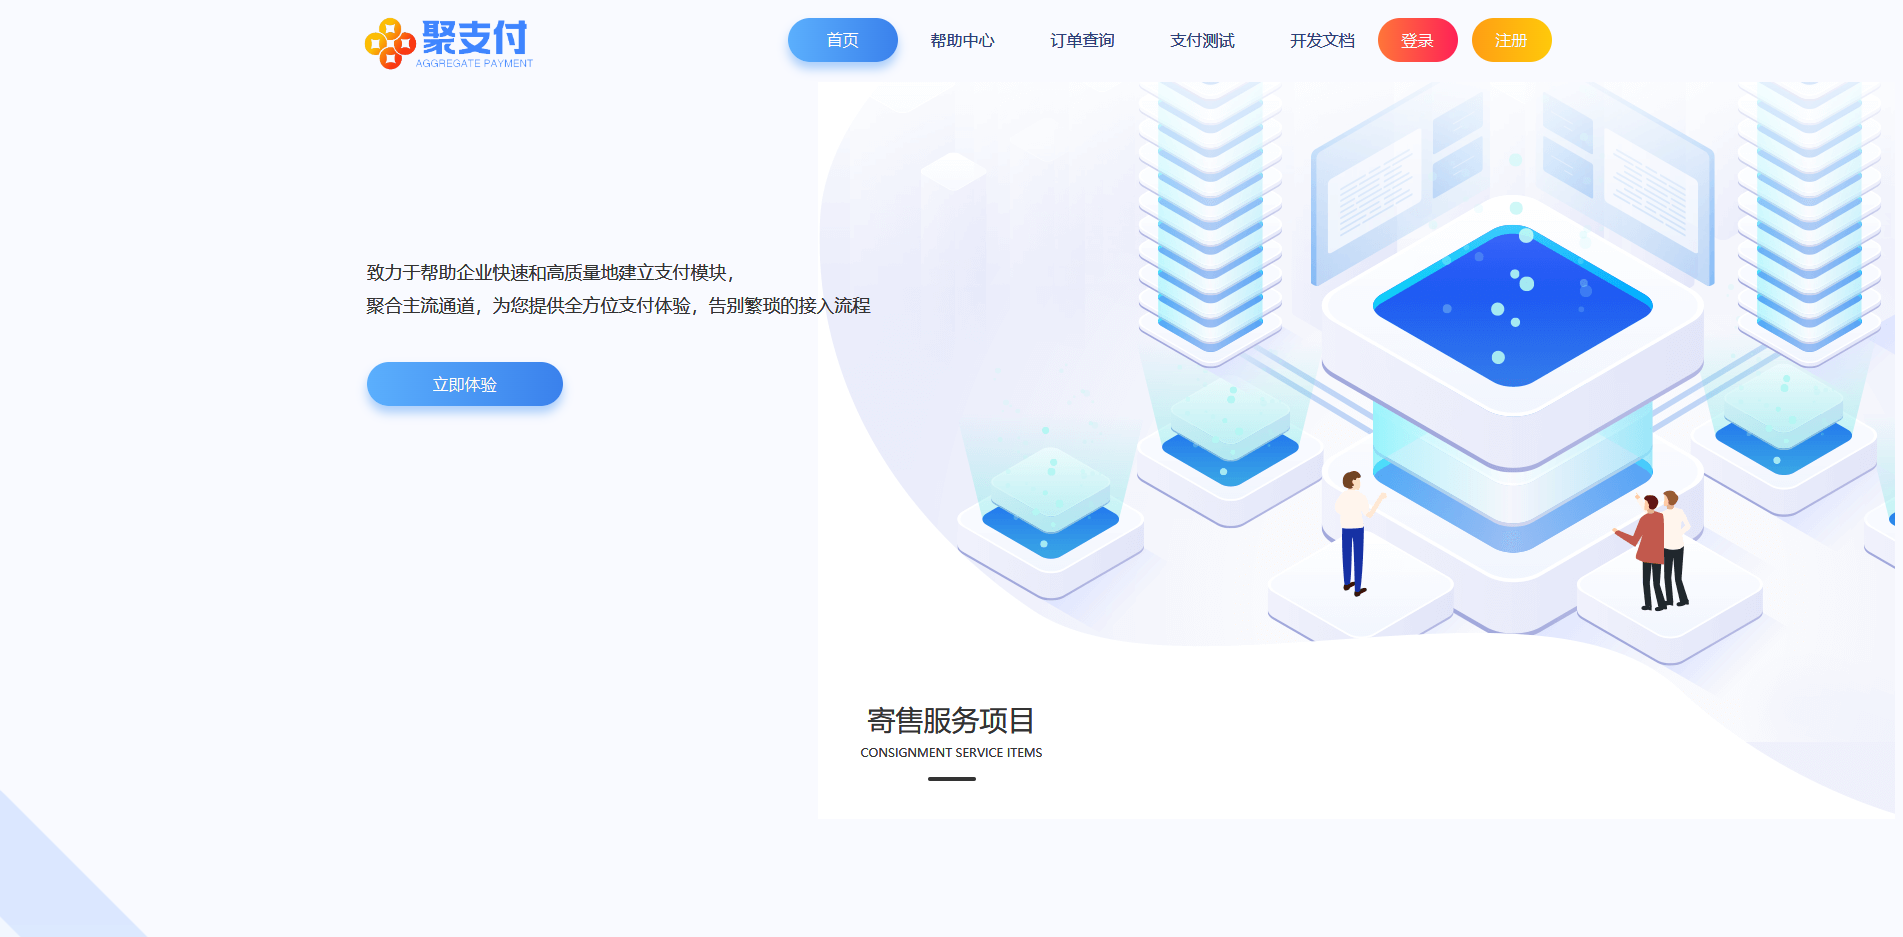 聚支付
AGGREGATE PAYMENT
首页
帮助中心
订单查询
支付测试
开发文档
登录
注册
致力于帮助企业快速和高质量地建立支付模块，
聚合主流通道，为您提供全方位支付体验，告别繁琐的接入流程
立即体验
寄售服务项目
CONSIGNMENT SERVICE ITEMS